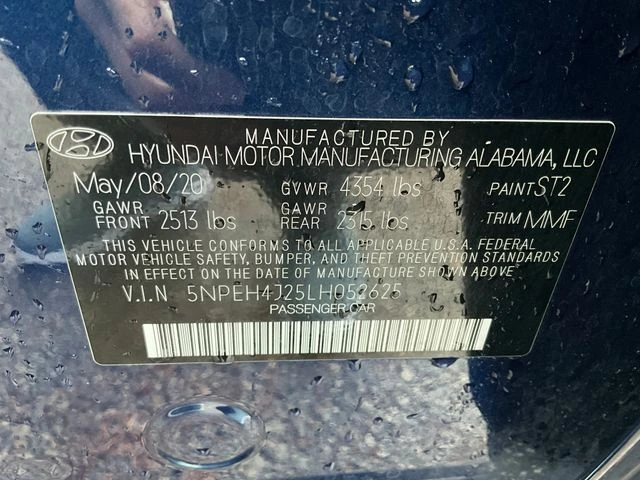 MANUFACTURED BY
HYUNDAI MOTOR MANUFACTURING ALABAMA, LLC
May/08/20 GVWR 4354 lbs PAINT ST2
GAWR FRONT 2513 lbs GAWR REAR 2315 lbs TRIM MMF
THIS VEHICLE CONFORMS TO ALL APPLICABLE U.S.A. FEDERAL
MOTOR VEHICLE SAFETY, BUMPER, AND THEFT PREVENTION STANDARDS
IN EFFECT ON THE DATE OF MANUFACTURING SHOWN ABOVE
V.I.N 5NPEH4J25LH052625
PASSENGER CAR